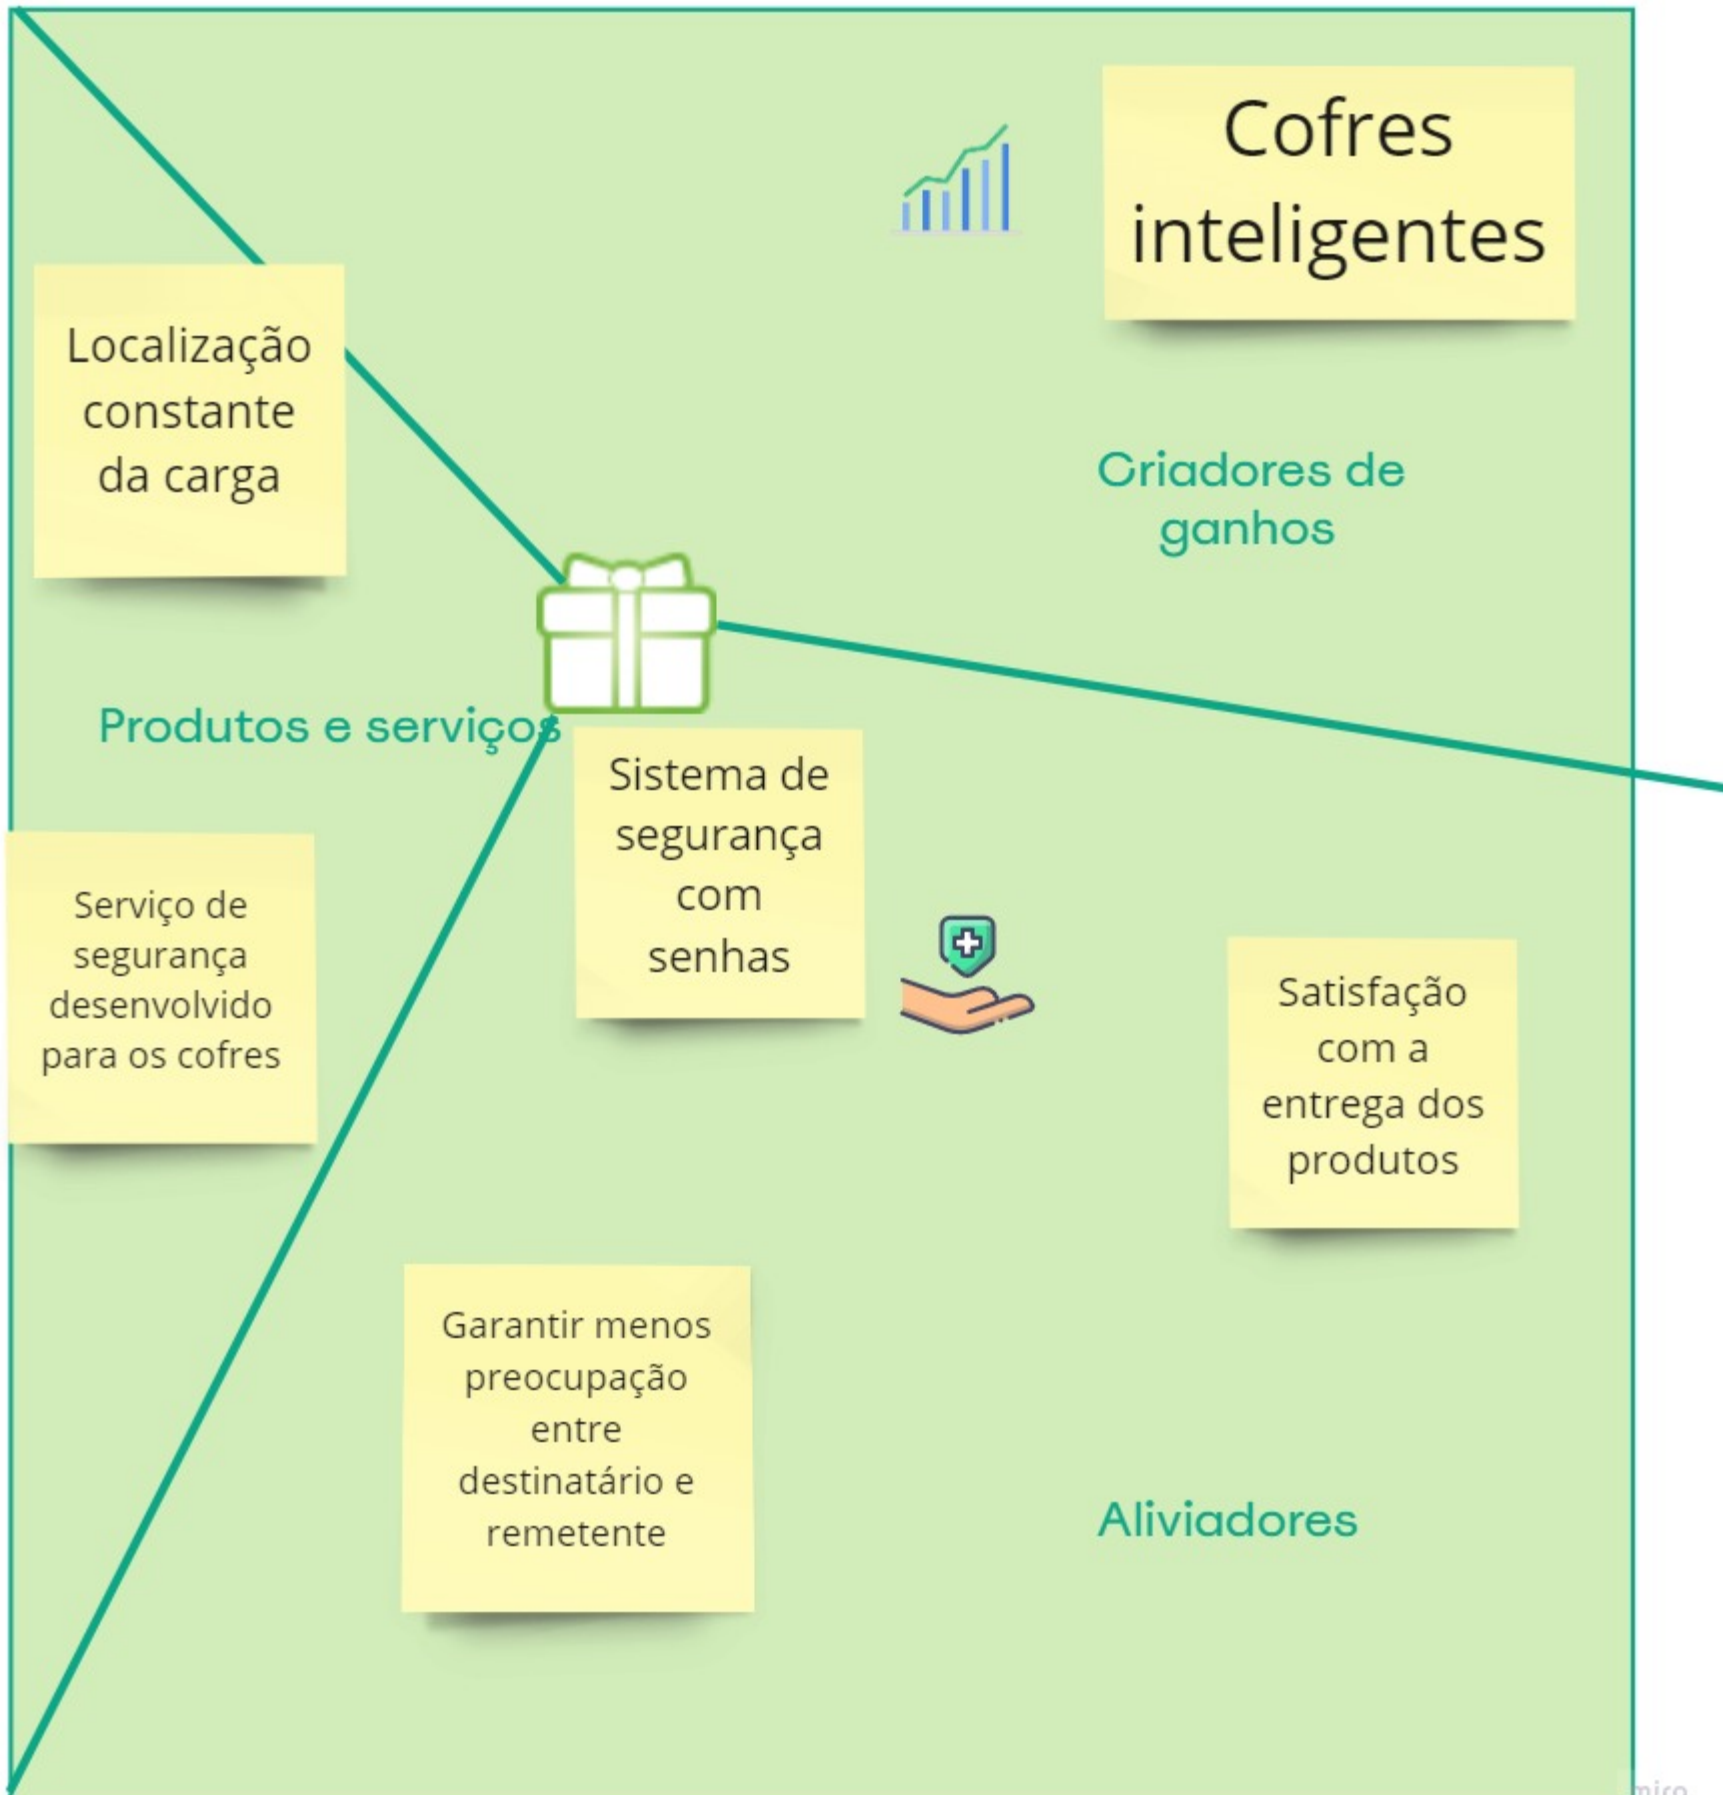 Cofres
inteligentes
Localização
constante
da carga
Criadores de
ganhos
Produtos e serviços
Sistema de
segurança
com
senhas
Serviço de
segurança
desenvolvido
para os cofres
Satisfação
com a
entrega dos
produtos
Garantir menos
preocupação
entre
destinatário e
remetente
Aliviadores
miro